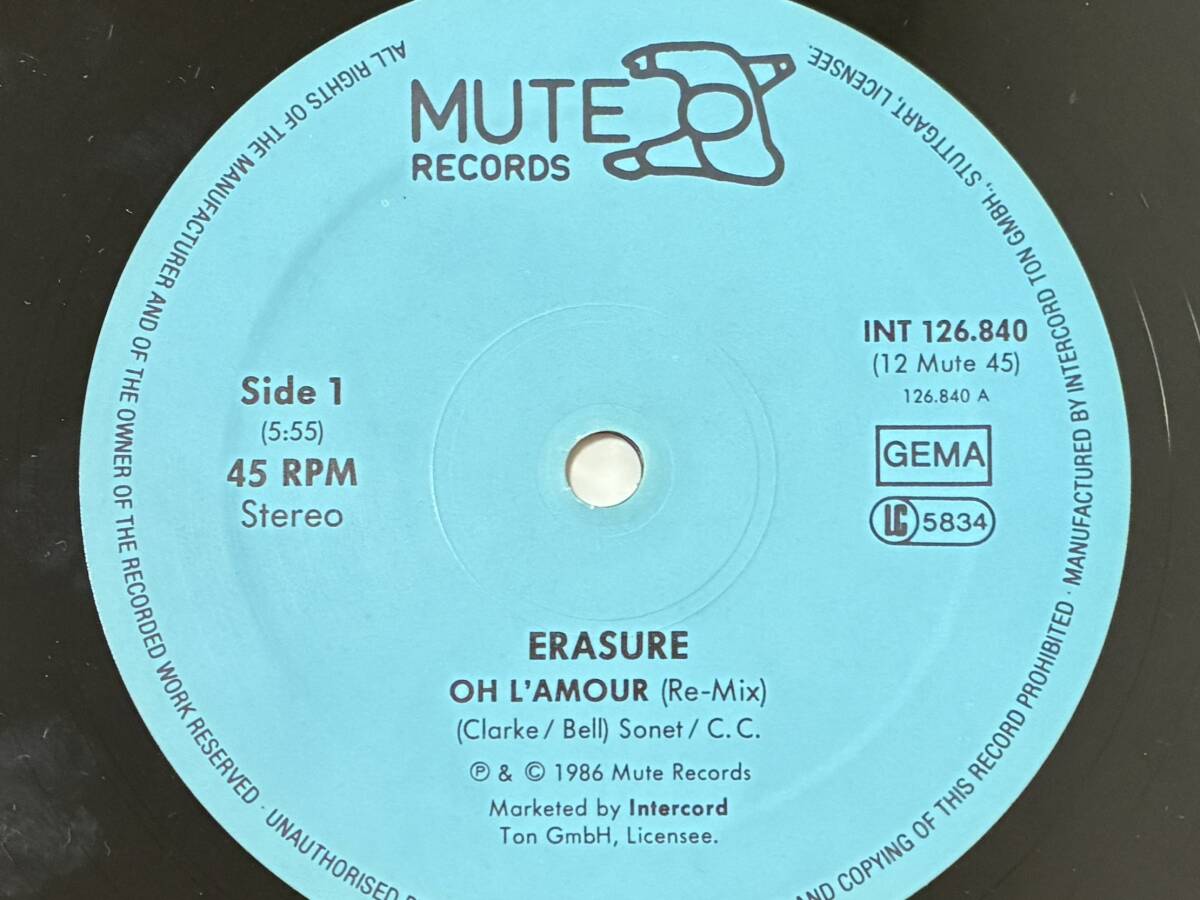 MUTE
RECORDS
INT 126.840
(12 Mute 45)
126.840 A
GEMA
LC 5834
Side 1
(5:55)
45 RPM
Stereo
ERASURE
OH L'AMOUR (Re-Mix)
(Clarke / Bell) Sonet / C. C.
℗ & © 1986 Mute Records
Marketed by Intercord
Ton GmbH, Licensee.
ALL RIGHTS OF THE MANUFACTURER AND OF THE OWNER OF THE RECORDED WORK RESERVED · UNAUTHORISED
AND COPYING OF THIS RECORD PROHIBITED · MANUFACTURED BY INTERCORD TON GMBH., STUTTGART, LICENSEE.